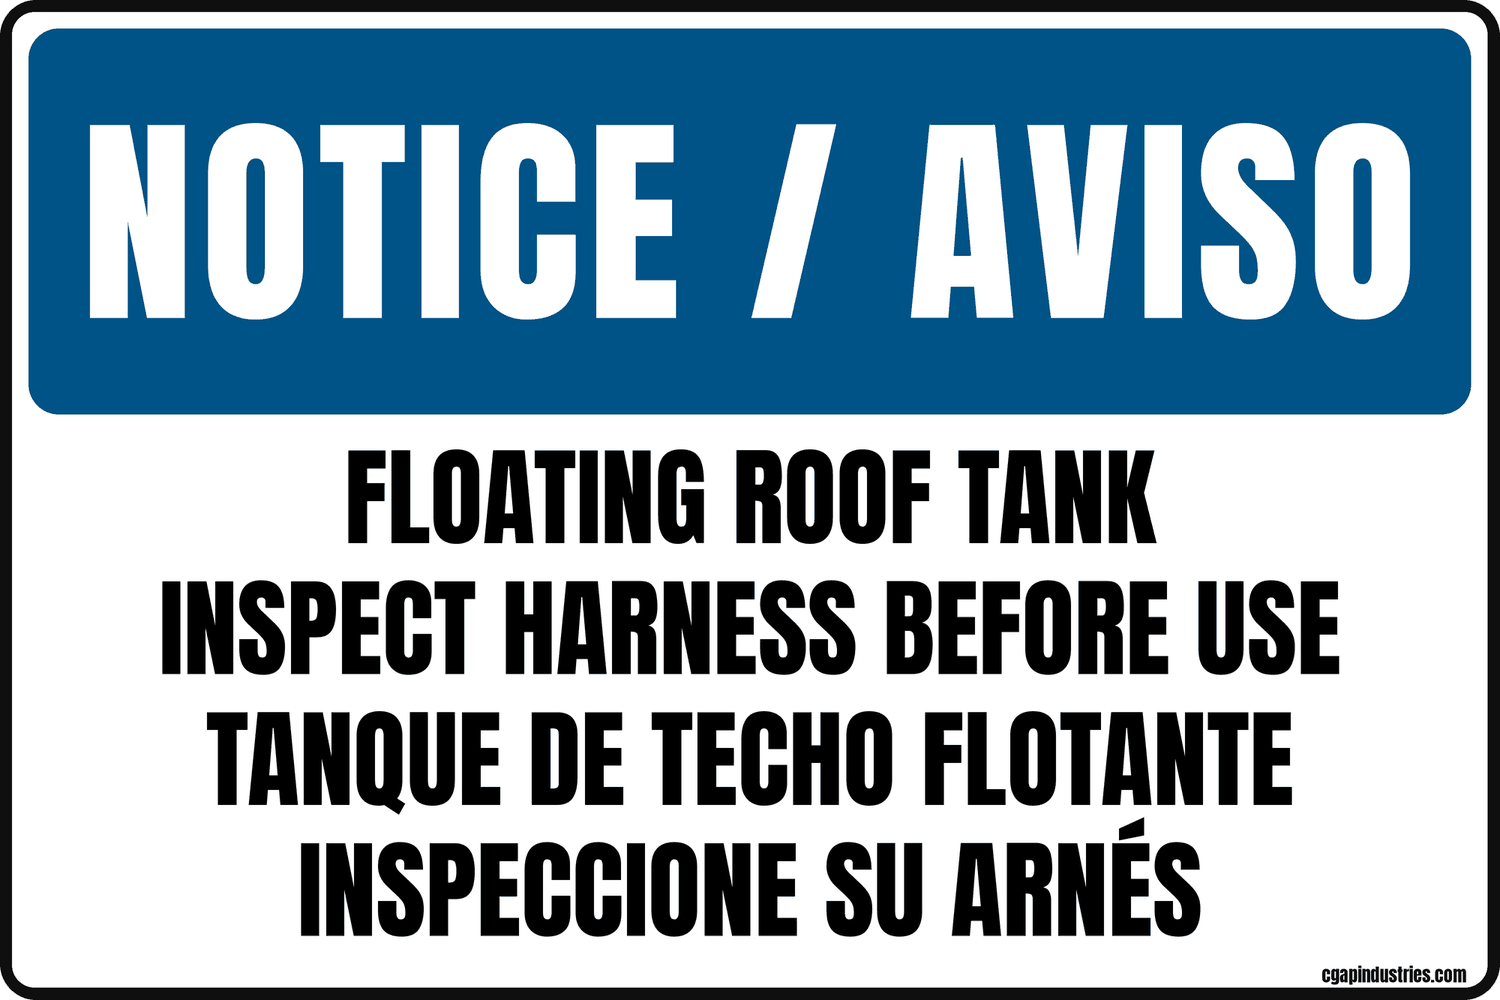 NOTICE / AVISO
FLOATING ROOF TANK
INSPECT HARNESS BEFORE USE
TANQUE DE TECHO FLOTANTE
INSPECCIONE SU ARNÉS
cgapindustries.com